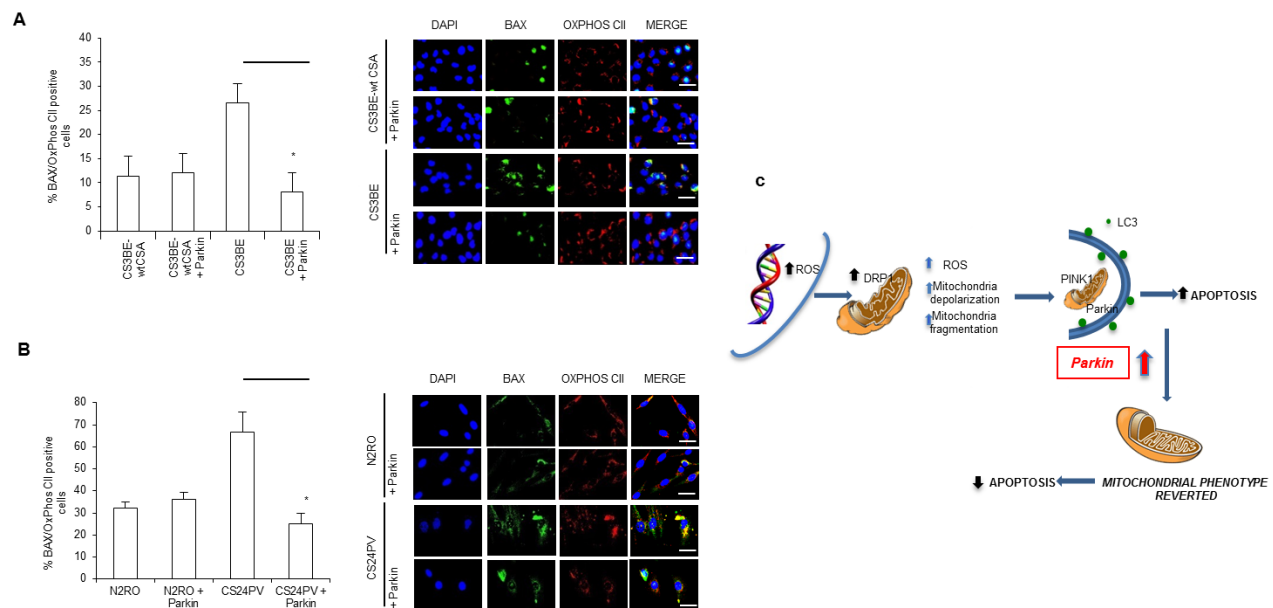 A
% BAX/OxPhos CII positive
cells
40
35
30
25
20
15
10
5
0
*
CS3BE-
wtCSA
CS3BE-
wtCSA
+ Parkin
CS3BE
CS3BE
+ Parkin
DAPI
BAX
OXPHOS CII
MERGE
CS3BE-wt CSA
+ Parkin
CS3BE
+ Parkin
B
% BAX/OxPhos CII positive
cells
80
70
60
50
40
30
20
10
0
*
N2RO
N2RO +
Parkin
CS24PV
CS24PV +
Parkin
DAPI
BAX
OXPHOS CII
MERGE
N2RO
+ Parkin
CS24PV
+ Parkin
C
ROS
DRP1
ROS
Mitochondria
depolarization
Mitochondria
fragmentation
LC3
PINK1
Parkin
APOPTOSIS
Parkin
APOPTOSIS
MITOCHONDRIAL PHENOTYPE
REVERTED